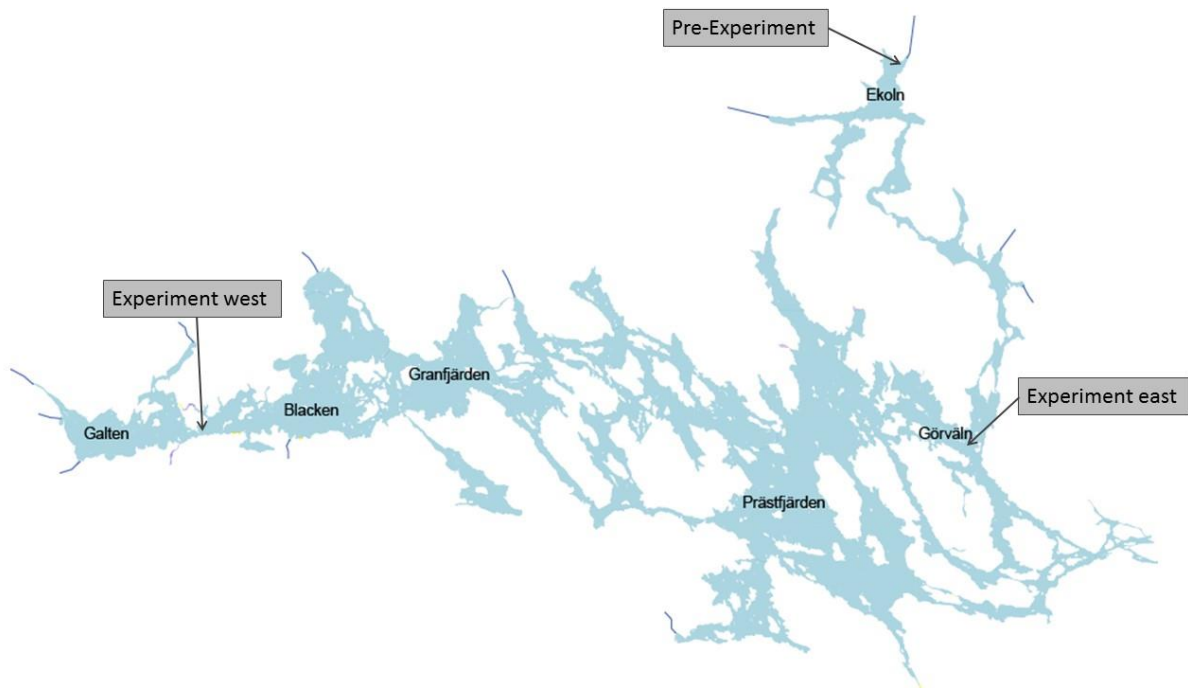 Pre-Experiment
Ekoln
Experiment west
Granfjärden
Blacken
Experiment east
Galten
Görväln
Prästfjärden